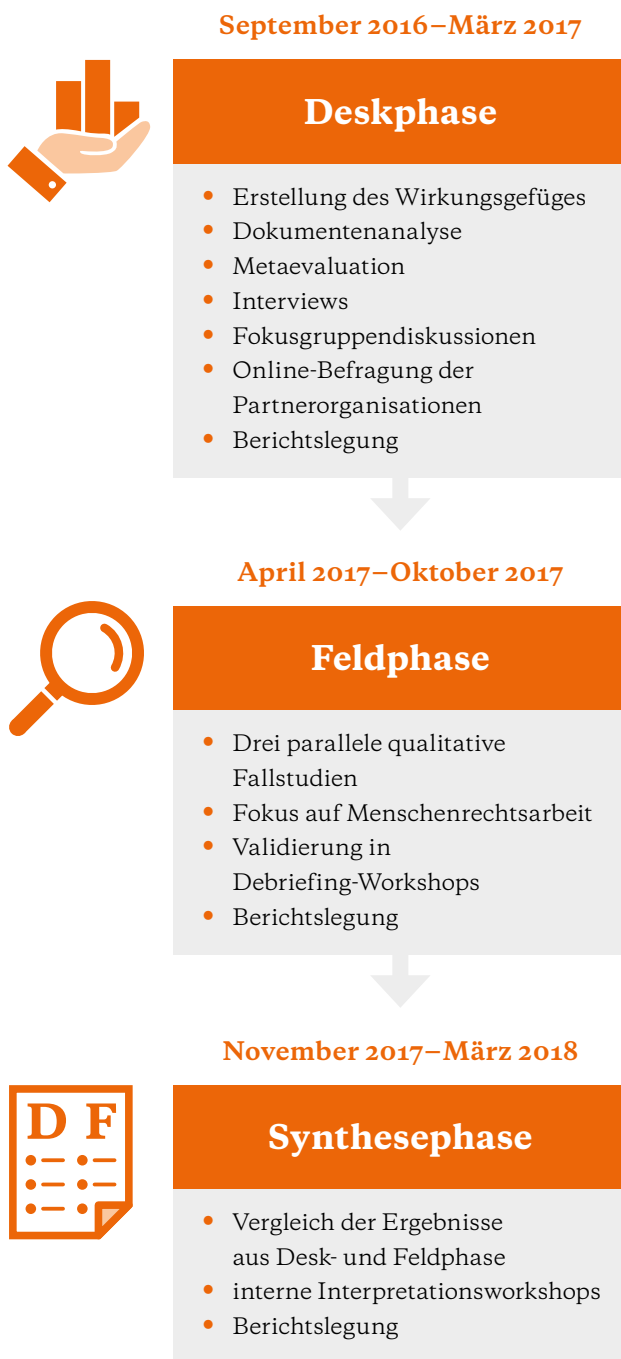 September 2016–März 2017
Deskphase
• Erstellung des Wirkungsgefüges
• Dokumentenanalyse
• Metaevaluation
• Interviews
• Fokusgruppendiskussionen
• Online-Befragung der
Partnerorganisationen
• Berichtslegung
April 2017–Oktober 2017
Feldphase
• Drei parallele qualitative
Fallstudien
• Fokus auf Menschenrechtsarbeit
• Validierung in
Debriefing-Workshops
• Berichtslegung
November 2017–März 2018
D F
Synthesephase
• Vergleich der Ergebnisse
aus Desk- und Feldphase
• interne Interpretationsworkshops
• Berichtslegung